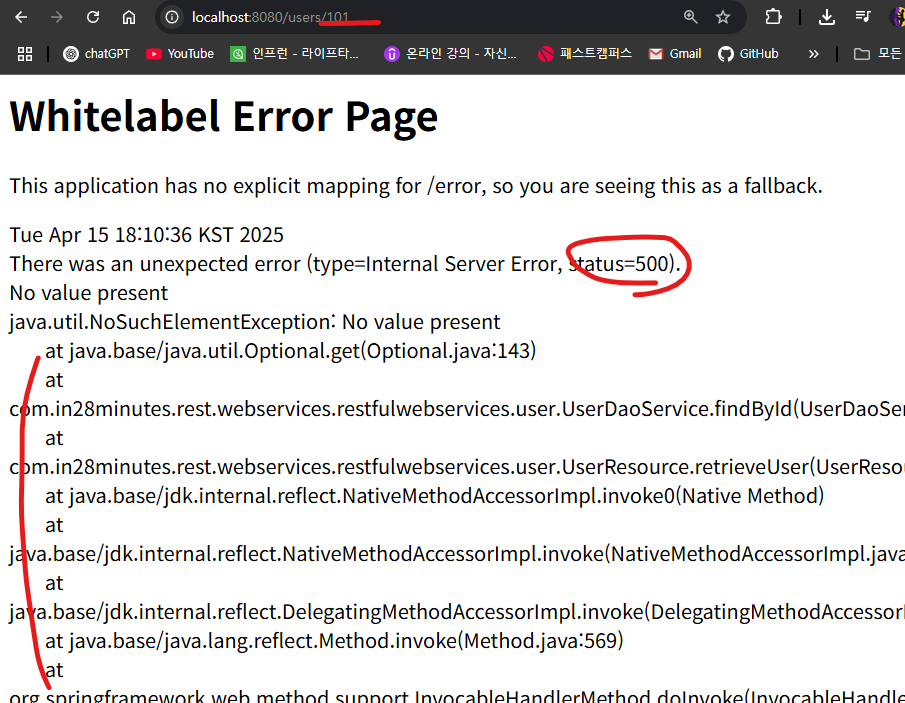 localhost:8080/users/101
chatGPT YouTube 인프런 - 라이프타... 온라인 강의 - 자신... 패스트캠퍼스 Gmail GitHub » 모든
Whitelabel Error Page
This application has no explicit mapping for /error, so you are seeing this as a fallback.
Tue Apr 15 18:10:36 KST 2025
There was an unexpected error (type=Internal Server Error, status=500).
No value present
java.util.NoSuchElementException: No value present
at java.base/java.util.Optional.get(Optional.java:143)
at
com.in28minutes.rest.webservices.restfulwebservices.user.UserDaoService.findById(UserDaoSer
at
com.in28minutes.rest.webservices.restfulwebservices.user.UserResource.retrieveUser(UserResou
at java.base/jdk.internal.reflect.NativeMethodAccessorImpl.invoke0(Native Method)
at
java.base/jdk.internal.reflect.NativeMethodAccessorImpl.invoke(NativeMethodAccessorImpl.java
at
java.base/jdk.internal.reflect.DelegatingMethodAccessorImpl.invoke(DelegatingMethodAccessorI
at java.base/java.lang.reflect.Method.invoke(Method.java:569)
at
org.springframework.web.method.support.InvocableHandlerMethod.doInvoke(InvocableHandle